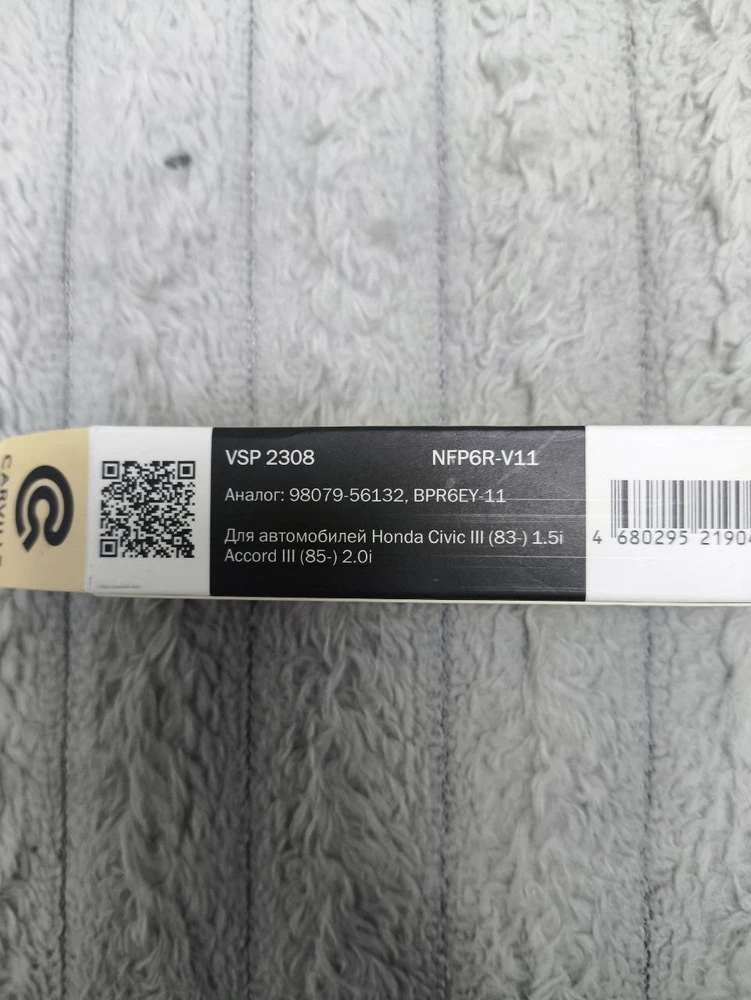 VSP 2308 NFP6R-V11
Аналог: 98079-56132, BPR6EY-11
Для автомобилей Honda Civic III (83-) 1.5i
Accord III (85-) 2.0i
4 680295 21904